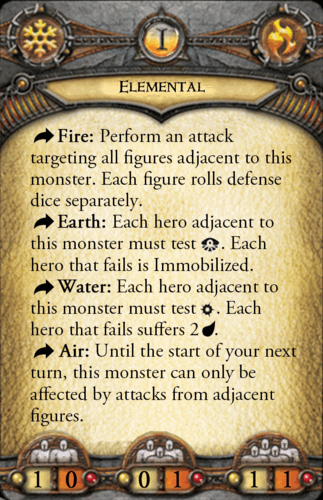 I
ELEMENTAL
Fire: Perform an attack
targeting all figures adjacent to this
monster. Each figure rolls defense
dice separately.
Earth: Each hero adjacent to
this monster must test . Each
hero that fails is Immobilized.
Water: Each hero adjacent to
this monster must test . Each
hero that fails suffers 2 .
Air: Until the start of your next
turn, this monster can only be
affected by attacks from adjacent
figures.
1 0 0 1 1 1